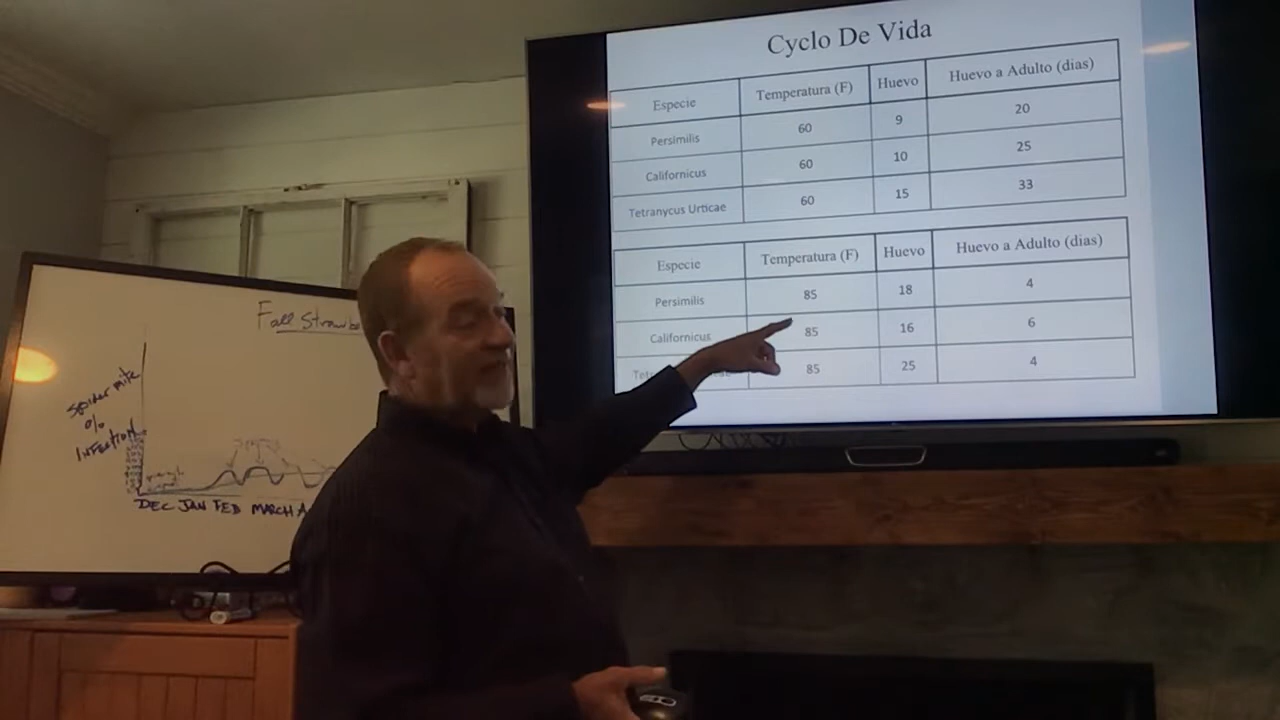 Cyclo De Vida
Especie Temperatura (F) Huevo Huevo a Adulto (dias)
Persimilis 60 9 20
Californicus 60 10 25
Tetranycus Urticae 60 15 33
Especie Temperatura (F) Huevo Huevo a Adulto (dias)
Persimilis 85 18 4
Californicus 85 16 6
85 25 4
Fall
Spider mite
%
INFECTION
DEC JAN FEB MARCH A